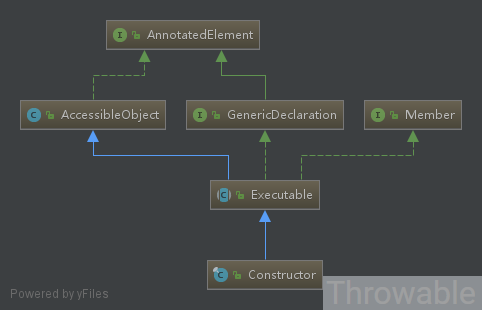 AnnotatedElement
AccessibleObject
GenericDeclaration
Member
Executable
Constructor
Powered by yFiles
Throwable